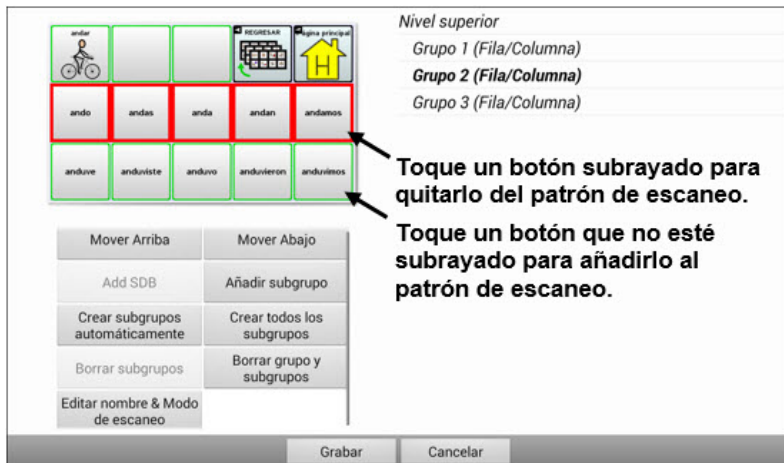 andar
REGRESAR
Página principal
H
ando
andas
anda
andan
andamos
anduve
anduviste
anduvo
anduvieron
anduvimos
Nivel superior
Grupo 1 (Fila/Columna)
Grupo 2 (Fila/Columna)
Grupo 3 (Fila/Columna)
Toque un botón subrayado para
quitarlo del patrón de escaneo.
Toque un botón que no esté
subrayado para añadirlo al
patrón de escaneo.
Mover Arriba
Mover Abajo
Add SDB
Añadir subgrupo
Crear subgrupos
automáticamente
Crear todos los
subgrupos
Borrar subgrupos
Borrar grupo y
subgrupos
Editar nombre & Modo
de escaneo
Grabar
Cancelar